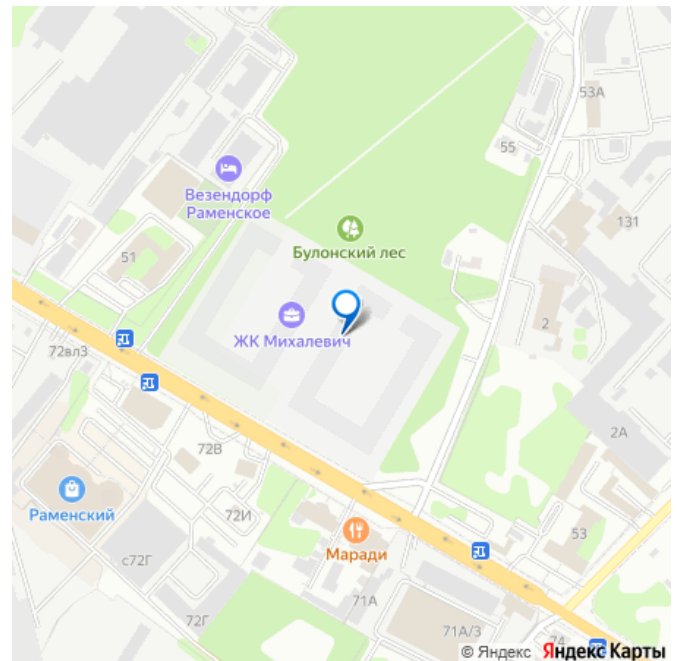 53А
55
Везендорф
Раменское
131
Булонский лес
51
2
ЖК Михалевич
72вл3
2А
72В
Раменский
72И
53
Маради
с72Г
71А
72Г
71А/3
74
© Яндекс Яндекс Карты